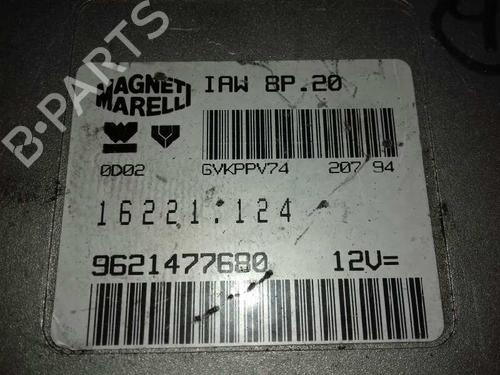 B-PARTS
MAGNETI MARELLI IAW 8P.20
0D02 GVKPPV74 207 94
16221.124
9621477680 12V=